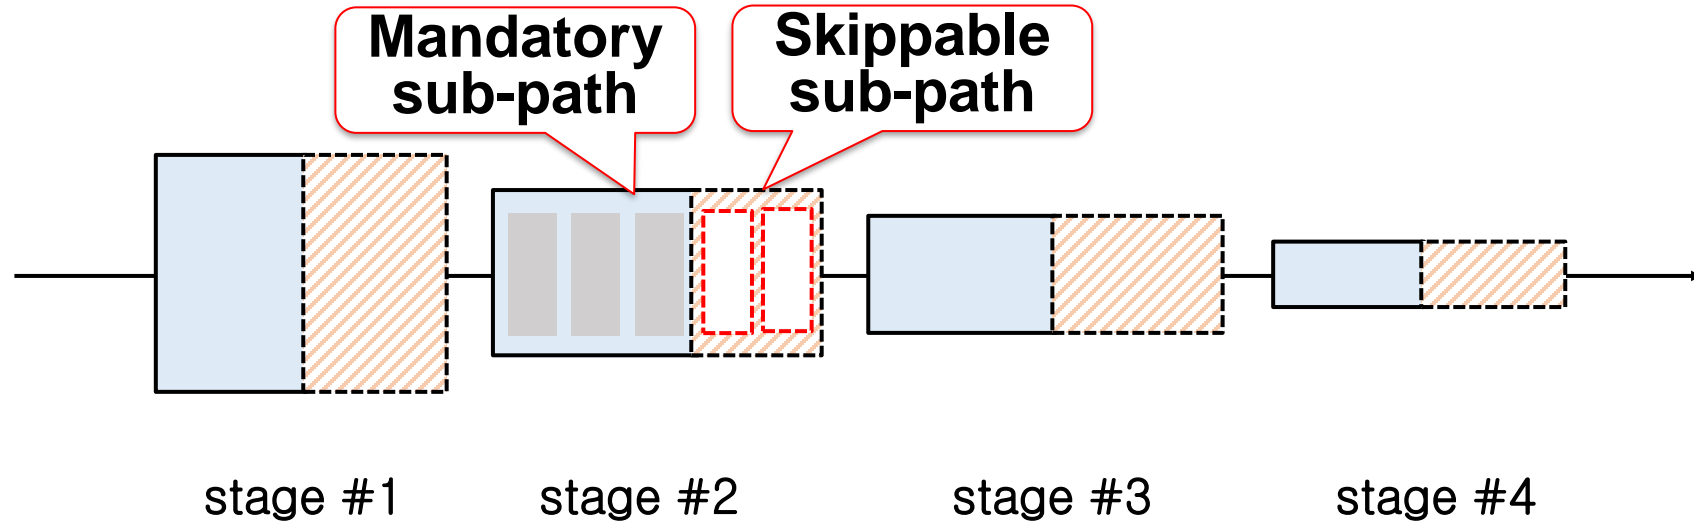 Mandatory
sub-path
Skippable
sub-path
stage #1
stage #2
stage #3
stage #4